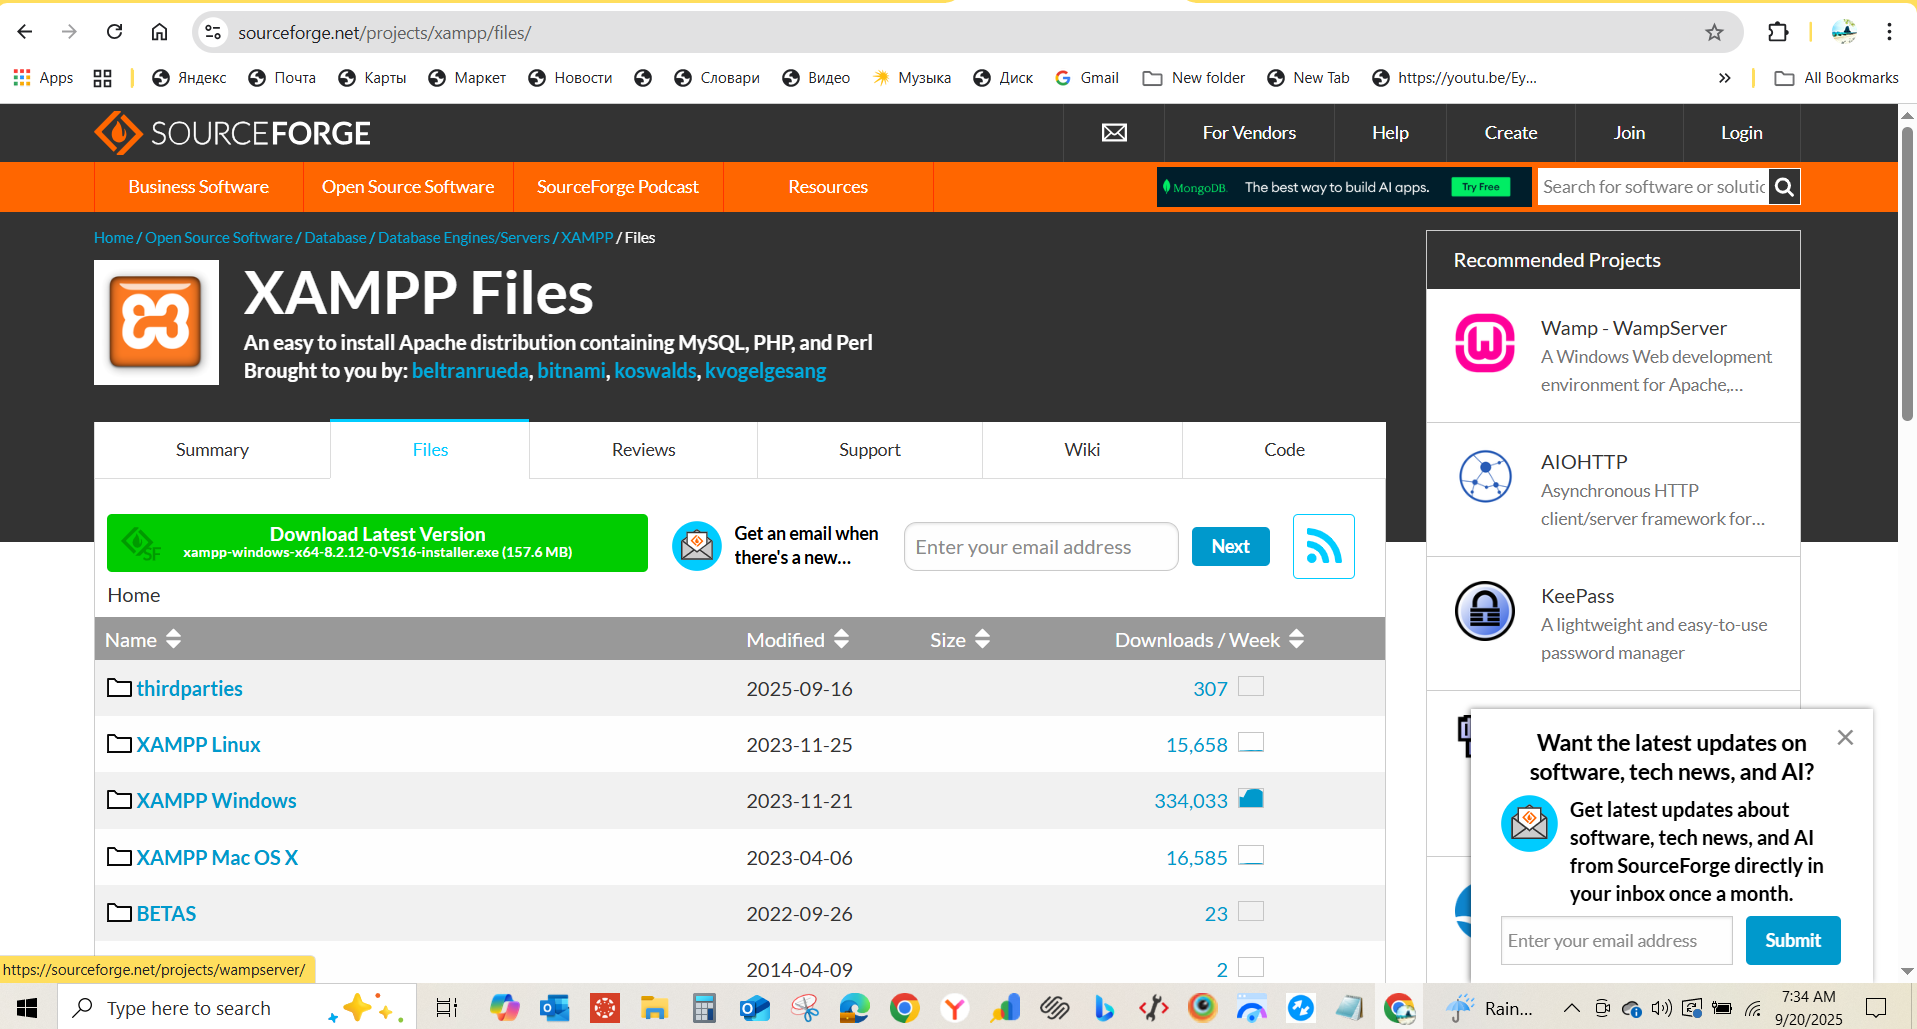 sourceforge.net/projects/xampp/files/
Apps
Яндекс
Почта
Карты
Маркет
Новости
Словари
Видео
Музыка
Диск
Gmail
New folder
New Tab
https://youtu.be/Ey...
»
All Bookmarks
SOURCEFORGE
For Vendors
Help
Create
Join
Login
Business Software
Open Source Software
SourceForge Podcast
Resources
MongoDB.
The best way to build AI apps.
Try Free
Search for software or solutic
Home / Open Source Software / Database / Database Engines/Servers / XAMPP / Files
XAMPP Files
An easy to install Apache distribution containing MySQL, PHP, and Perl
Brought to you by: beltranrueda, bitnami, koswalds, kvogelgesang
Summary
Files
Reviews
Support
Wiki
Code
SF
Download Latest Version
xampp-windows-x64-8.2.12-0-VS16-installer.exe (157.6 MB)
Get an email when
there's a new...
Enter your email address
Next
Home
Name
Modified
Size
Downloads / Week
thirdparties
2025-09-16
307
XAMPP Linux
2023-11-25
15,658
XAMPP Windows
2023-11-21
334,033
XAMPP Mac OS X
2023-04-06
16,585
BETAS
2022-09-26
23
2014-04-09
2
Recommended Projects
Wamp - WampServer
A Windows Web development
environment for Apache,...
AIOHTTP
Asynchronous HTTP
client/server framework for...
KeePass
A lightweight and easy-to-use
password manager
Want the latest updates on
software, tech news, and AI?
Get latest updates about
software, tech news, and AI
from SourceForge directly in
your inbox once a month.
Enter your email address
Submit
https://sourceforge.net/projects/wampserver/
Type here to search
Rain...
7:34 AM
9/20/2025